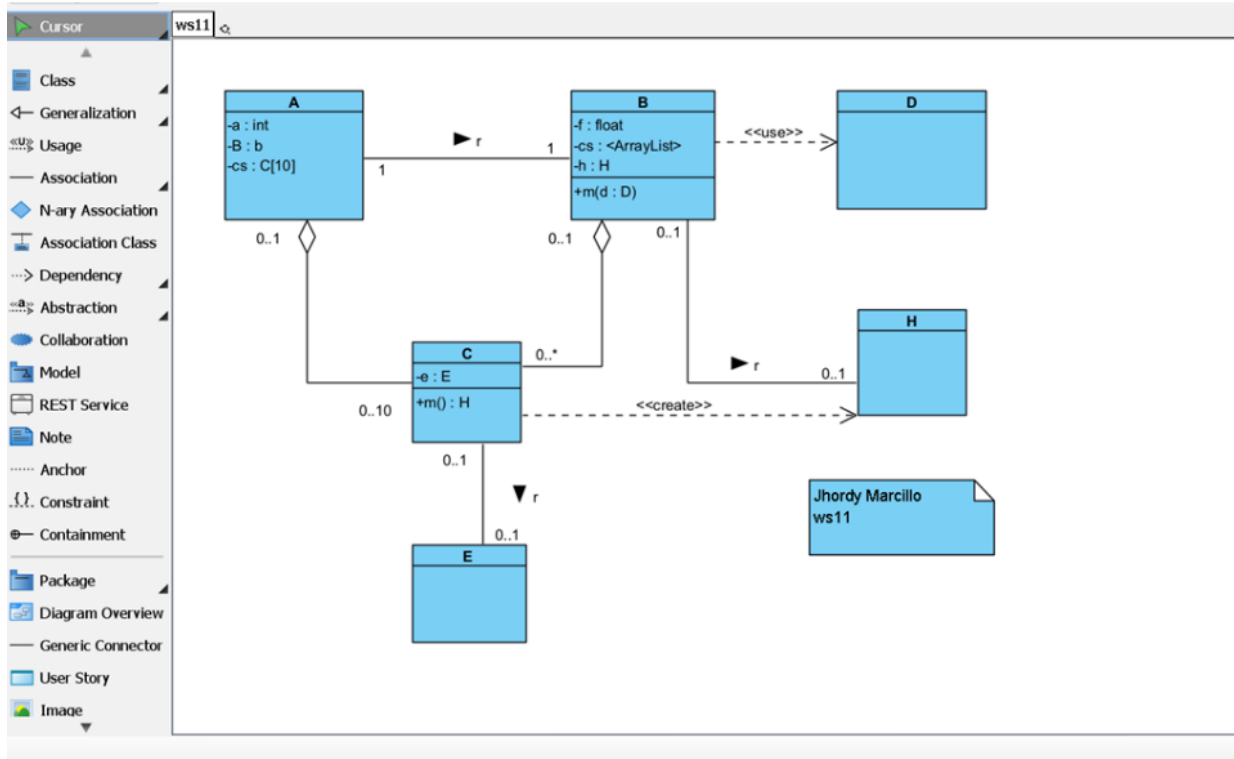 Cursor
Class
Generalization
«U» Usage
Association
N-ary Association
Association Class
Dependency
«a» Abstraction
Collaboration
Model
REST Service
Note
Anchor
{} Constraint
Containment
Package
Diagram Overview
Generic Connector
User Story
Image
ws11
A
-a : int
-B : b
-cs : C[10]
r
1
1
B
-f : float
-cs : <ArrayList>
-h : H
+m(d : D)
<<use>>
D
0..1
0..1
0..1
H
r
0..1
C
-e : E
+m() : H
0..*
0..10
<<create>>
0..1
r
0..1
E
Jhordy Marcillo
ws11